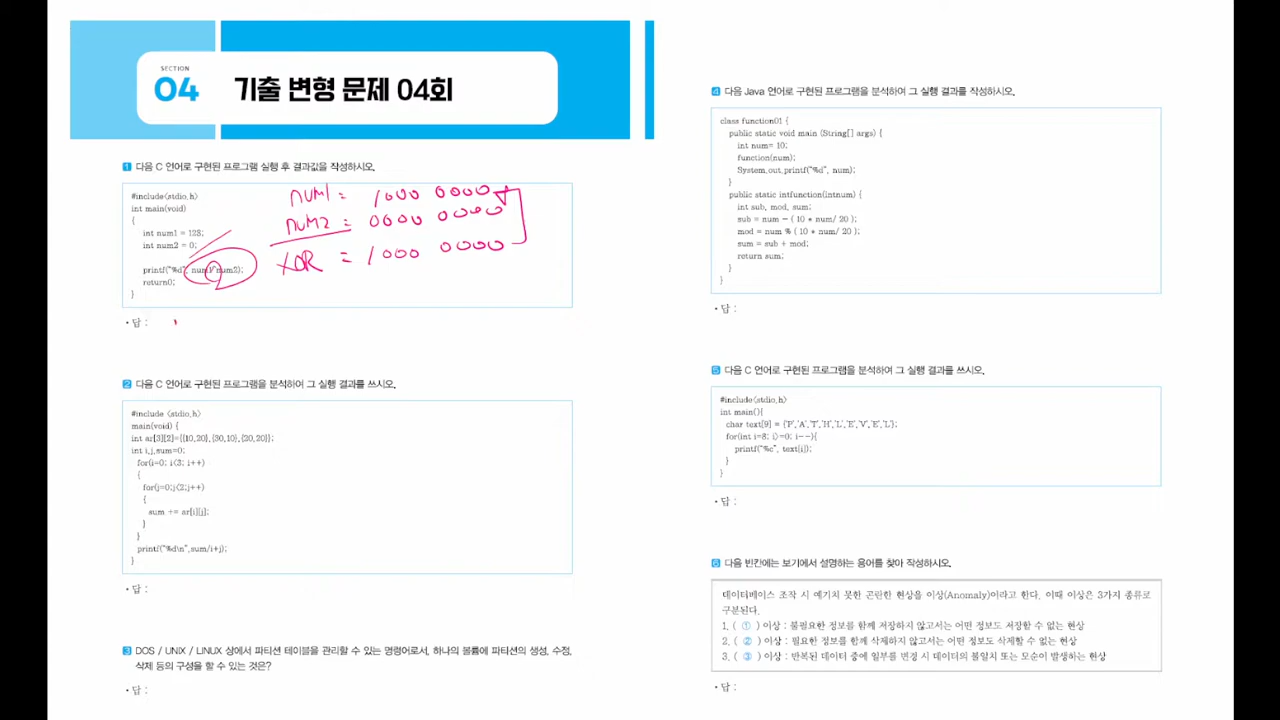 SECTION
04
기출 변형 문제 04회
1 다음 C 언어로 구현된 프로그램 실행 후 결과값을 작성하시오.
#include<stdio.h>
int main(void)
{
int num1 = 128;
int num2 = 0;
printf("%d", num1^num2);
return0;
}
num1 = 1000 0000
num2 = 0000 0000
XOR = 1000 0000
• 답 :
2 다음 C 언어로 구현된 프로그램을 분석하여 그 실행 결과를 쓰시오.
#include <stdio.h>
main(void) {
int ar[3][2]={{10,20},{30,10},{20,20}};
int i,j,sum=0;
for(i=0; i<3; i++)
{
for(j=0;j<2;j++)
{
sum += ar[i][j];
}
}
printf("%d\n",sum/i+j);
}
• 답 :
3 DOS / UNIX / LINUX 상에서 파티션 테이블을 관리할 수 있는 명령어로서, 하나의 볼륨에 파티션의 생성, 수정,
삭제 등의 구성을 할 수 있는 것은?
• 답 :
4 다음 Java 언어로 구현된 프로그램을 분석하여 그 실행 결과를 작성하시오.
class function01 {
public static void main (String[] args) {
int num= 10;
function(num);
System.out.printf("%d", num);
}
public static intfunction(intnum) {
int sub, mod, sum;
sub = num - ( 10 * num/ 20 );
mod = num % ( 10 * num/ 20 );
sum = sub + mod;
return sum;
}
}
• 답 :
5 다음 C 언어로 구현된 프로그램을 분석하여 그 실행 결과를 쓰시오.
#include<stdio.h>
int main(){
char text[9] = {'P','A','T','H','L','E','V','E','L'};
for(int i=8; i>=0; i--){
printf("%c", text[i]);
}
}
• 답 :
6 다음 빈칸에는 보기에서 설명하는 용어를 찾아 작성하시오.
데이터베이스 조작 시 예기치 못한 곤란한 현상을 이상(Anomaly)이라고 한다. 이때 이상은 3가지 종류로
구분된다.
1. ( ① ) 이상 : 불필요한 정보를 함께 저장하지 않고서는 어떤 정보도 저장할 수 없는 현상
2. ( ② ) 이상 : 필요한 정보를 함께 삭제하지 않고서는 어떤 정보도 삭제할 수 없는 현상
3. ( ③ ) 이상 : 반복된 데이터 중에 일부를 변경 시 데이터의 불일치 또는 모순이 발생하는 현상
• 답 :